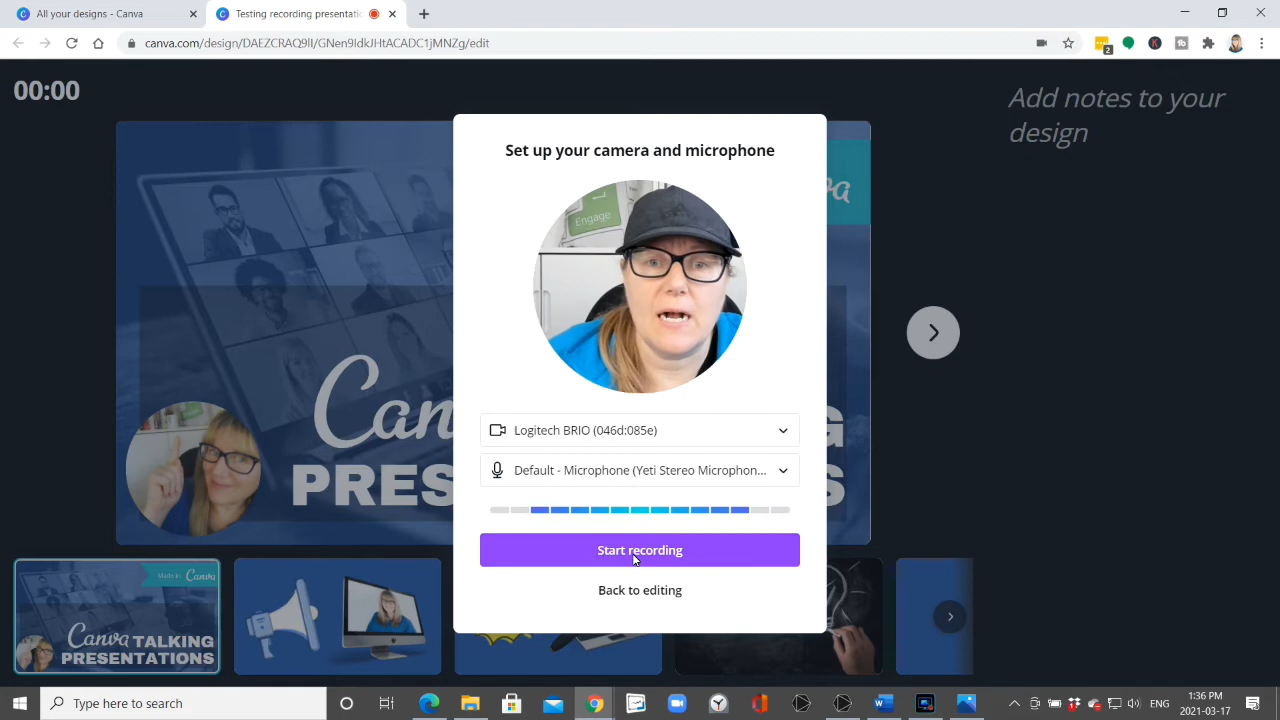 All your designs - Canva
Testing recording presentati
canva.com/design/DAEZCRAQ9lI/GNen9IdkJHtACADC1jMNZg/edit
2
00:00
Add notes to your
design
Set up your camera and microphone
Engage
Logitech BRIO (046d:085e)
Default - Microphone (Yeti Stereo Microphon...
Start recording
Back to editing
Can
PRES
Made in Canva
Canva TALKING
PRESENTATIONS
Type here to search
ENG
1:36 PM
2021-03-17